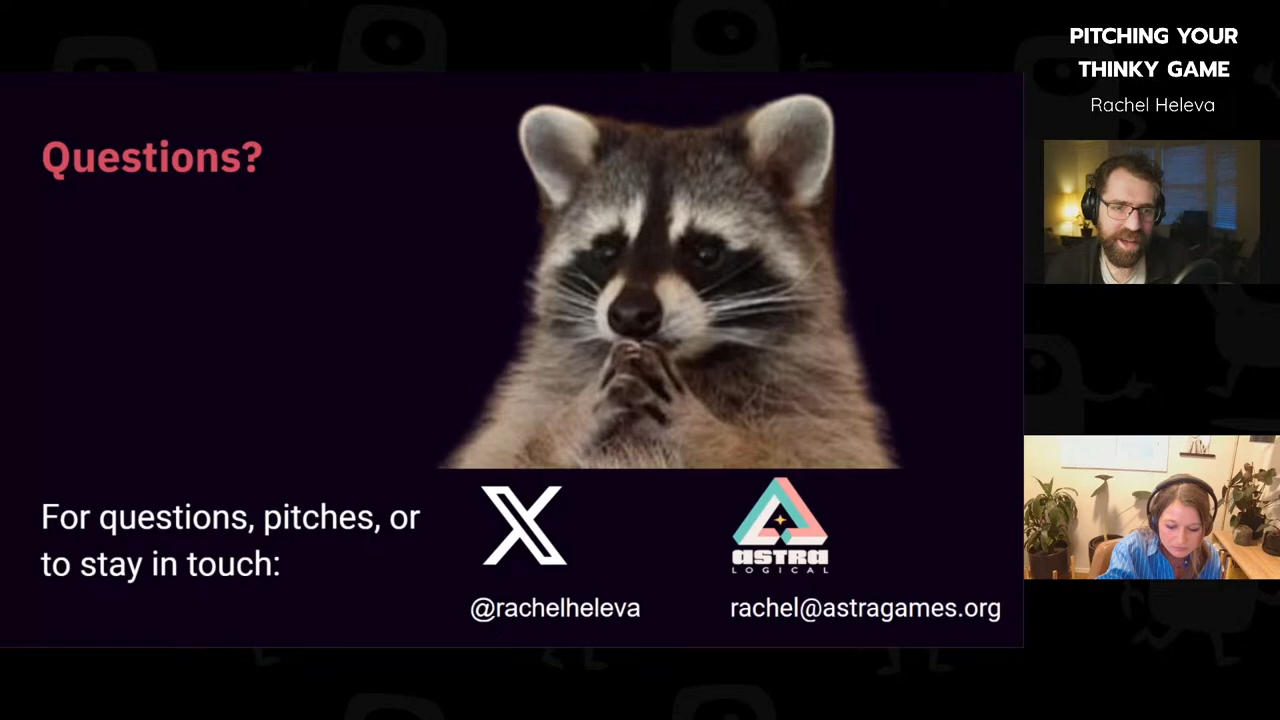 PITCHING YOUR
THINKY GAME
Rachel Heleva
Questions?
For questions, pitches, or
to stay in touch:
@rachelheleva
ASTRA
LOGICAL
rachel@astragames.org